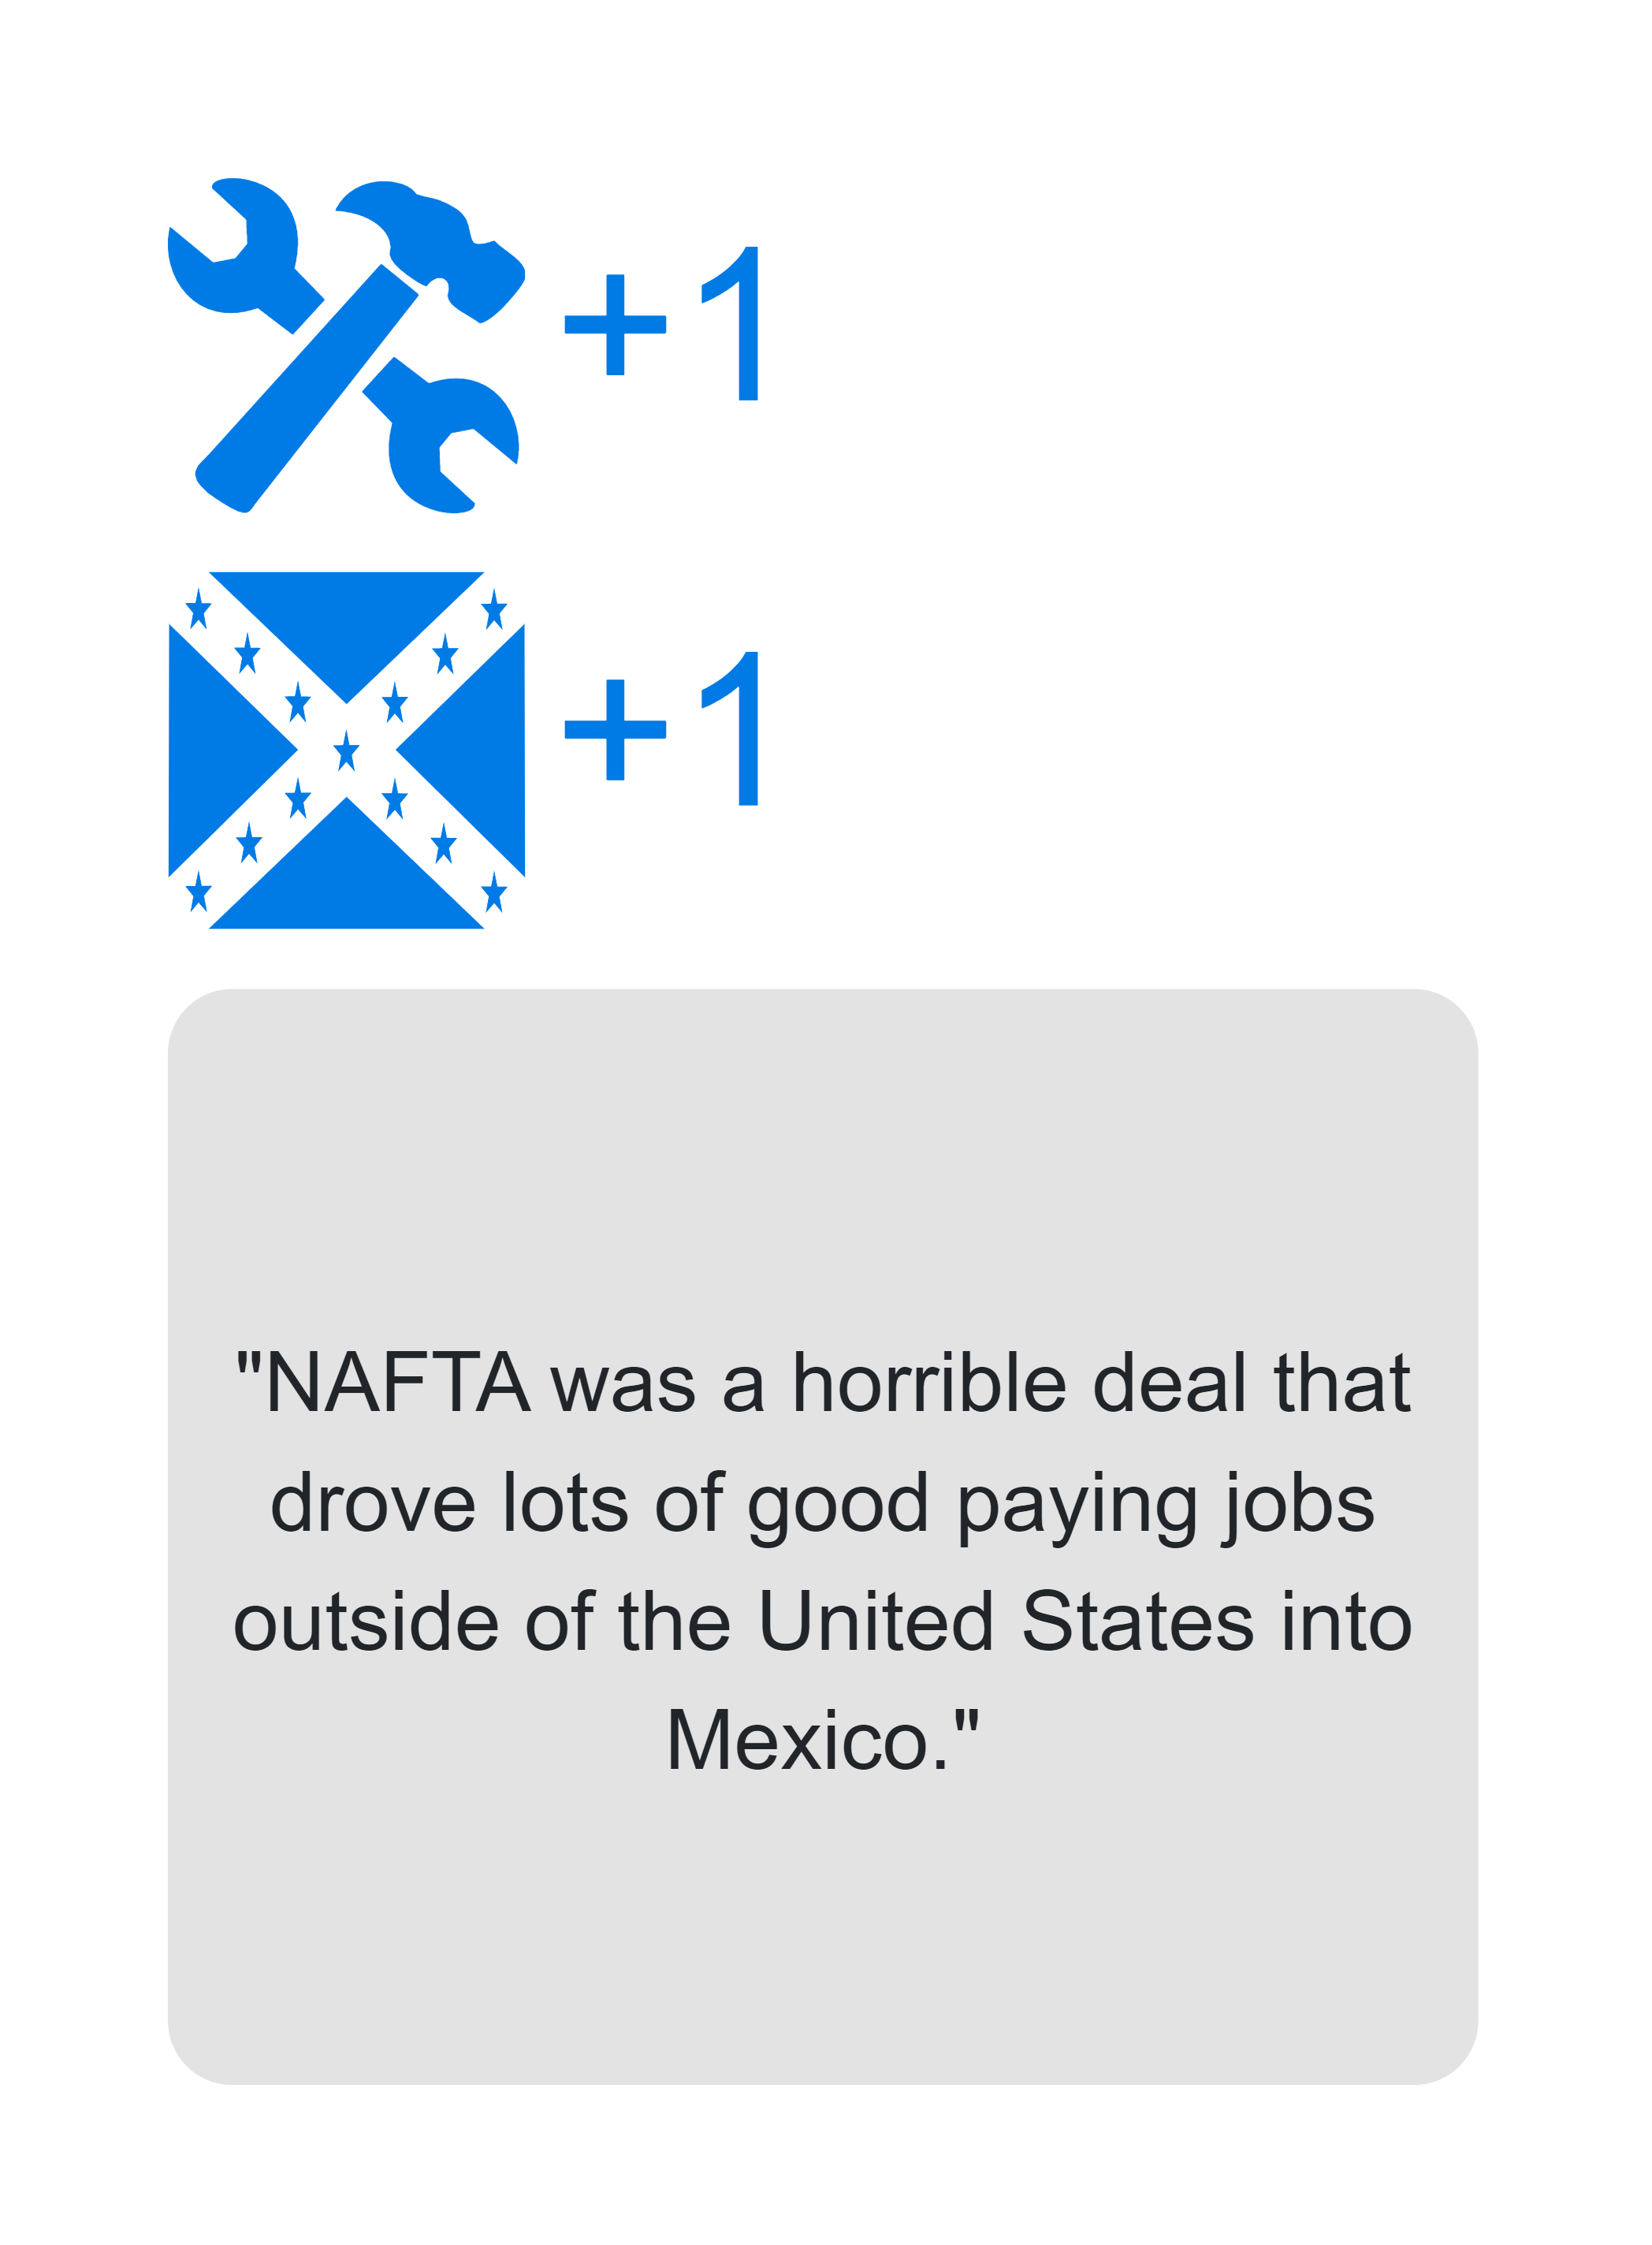 +1
+1
"NAFTA was a horrible deal that
drove lots of good paying jobs
outside of the United States into
Mexico."